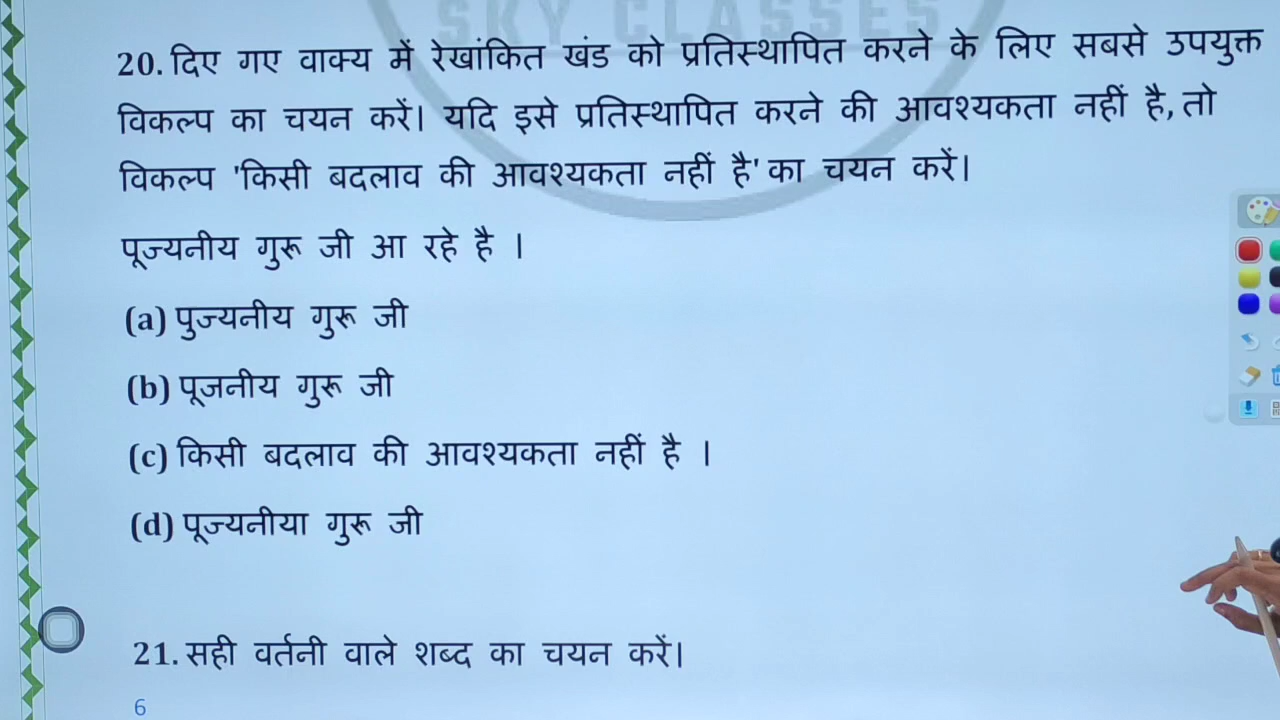 SKY CLASSES
20. दिए गए वाक्य में रेखांकित खंड को प्रतिस्थापित करने के लिए सबसे उपयुक्त
विकल्प का चयन करें। यदि इसे प्रतिस्थापित करने की आवश्यकता नहीं है, तो
विकल्प 'किसी बदलाव की आवश्यकता नहीं है' का चयन करें।
पूज्यनीय गुरू जी आ रहे है ।
(a) पुज्यनीय गुरू जी
(b) पूजनीय गुरू जी
(c) किसी बदलाव की आवश्यकता नहीं है ।
(d) पूज्यनीया गुरू जी
21. सही वर्तनी वाले शब्द का चयन करें।
6